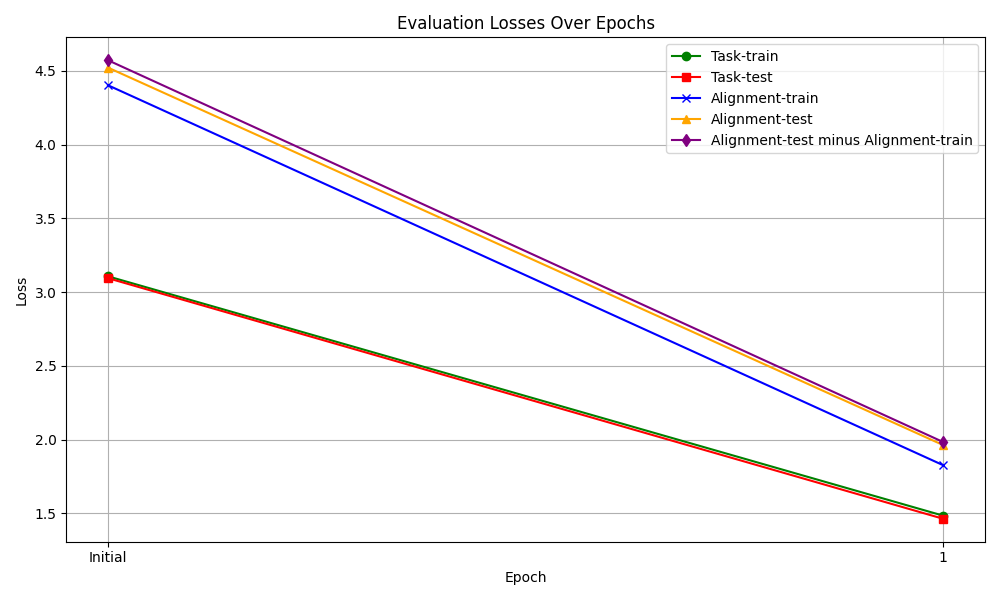 Evaluation Losses Over Epochs
Task-train
Task-test
Alignment-train
Alignment-test
Alignment-test minus Alignment-train
Loss
4.5
4.0
3.5
3.0
2.5
2.0
1.5
Initial
1
Epoch